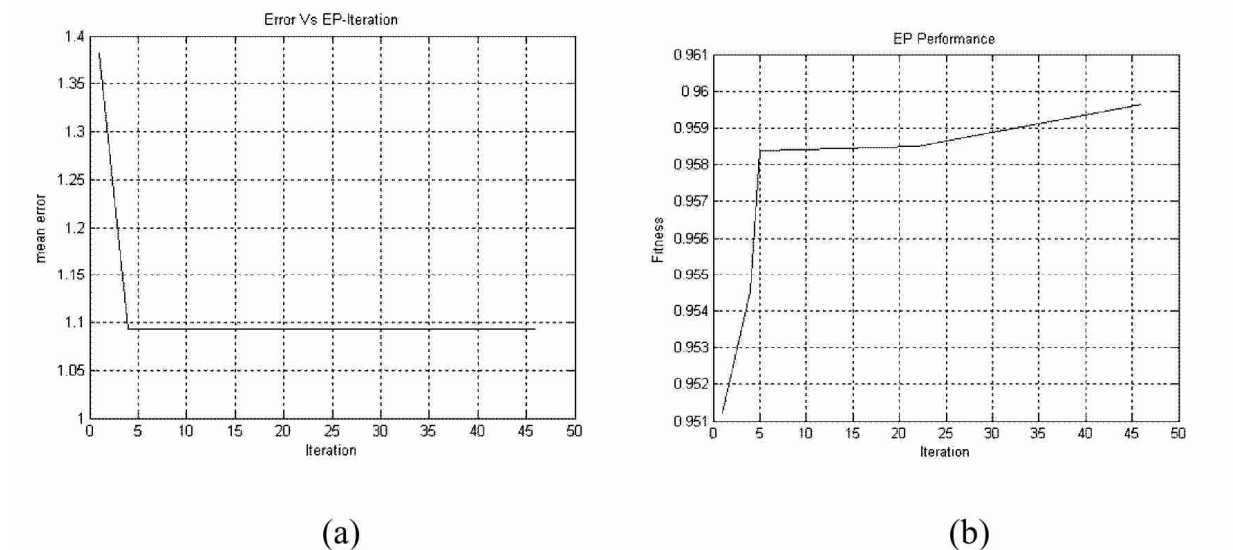 Error Vs EP-Iteration
1.4
1.35
1.3
1.25
1.2
1.15
1.1
1.05
1
mean error
0 5 10 15 20 25 30 35 40 45 50
Iteration
(a)
EP Performance
0.961
0.96
0.959
0.958
0.957
0.956
0.955
0.954
0.953
0.952
0.951
Fitness
0 5 10 15 20 25 30 35 40 45 50
Iteration
(b)